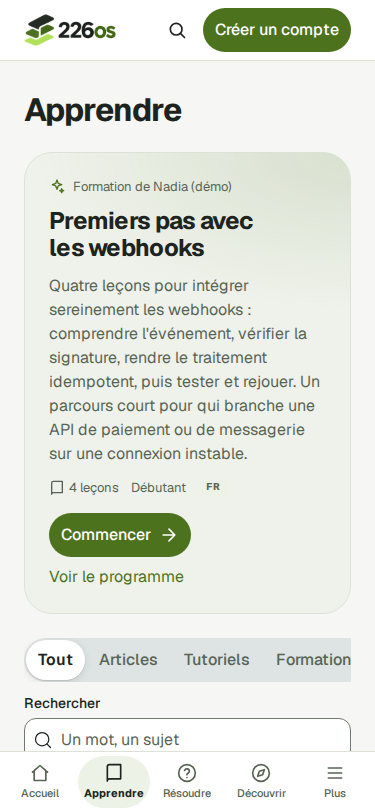 226os
Créer un compte
Apprendre
Formation de Nadia (démo)
Premiers pas avec
les webhooks
Quatre leçons pour intégrer
sereinement les webhooks :
comprendre l'événement, vérifier la
signature, rendre le traitement
idempotent, puis tester et rejouer. Un
parcours court pour qui branche une
API de paiement ou de messagerie
sur une connexion instable.
4 leçons Débutant FR
Commencer
Voir le programme
Tout Articles Tutoriels Formation
Rechercher
Un mot, un sujet
Accueil Apprendre Résoudre Découvrir Plus